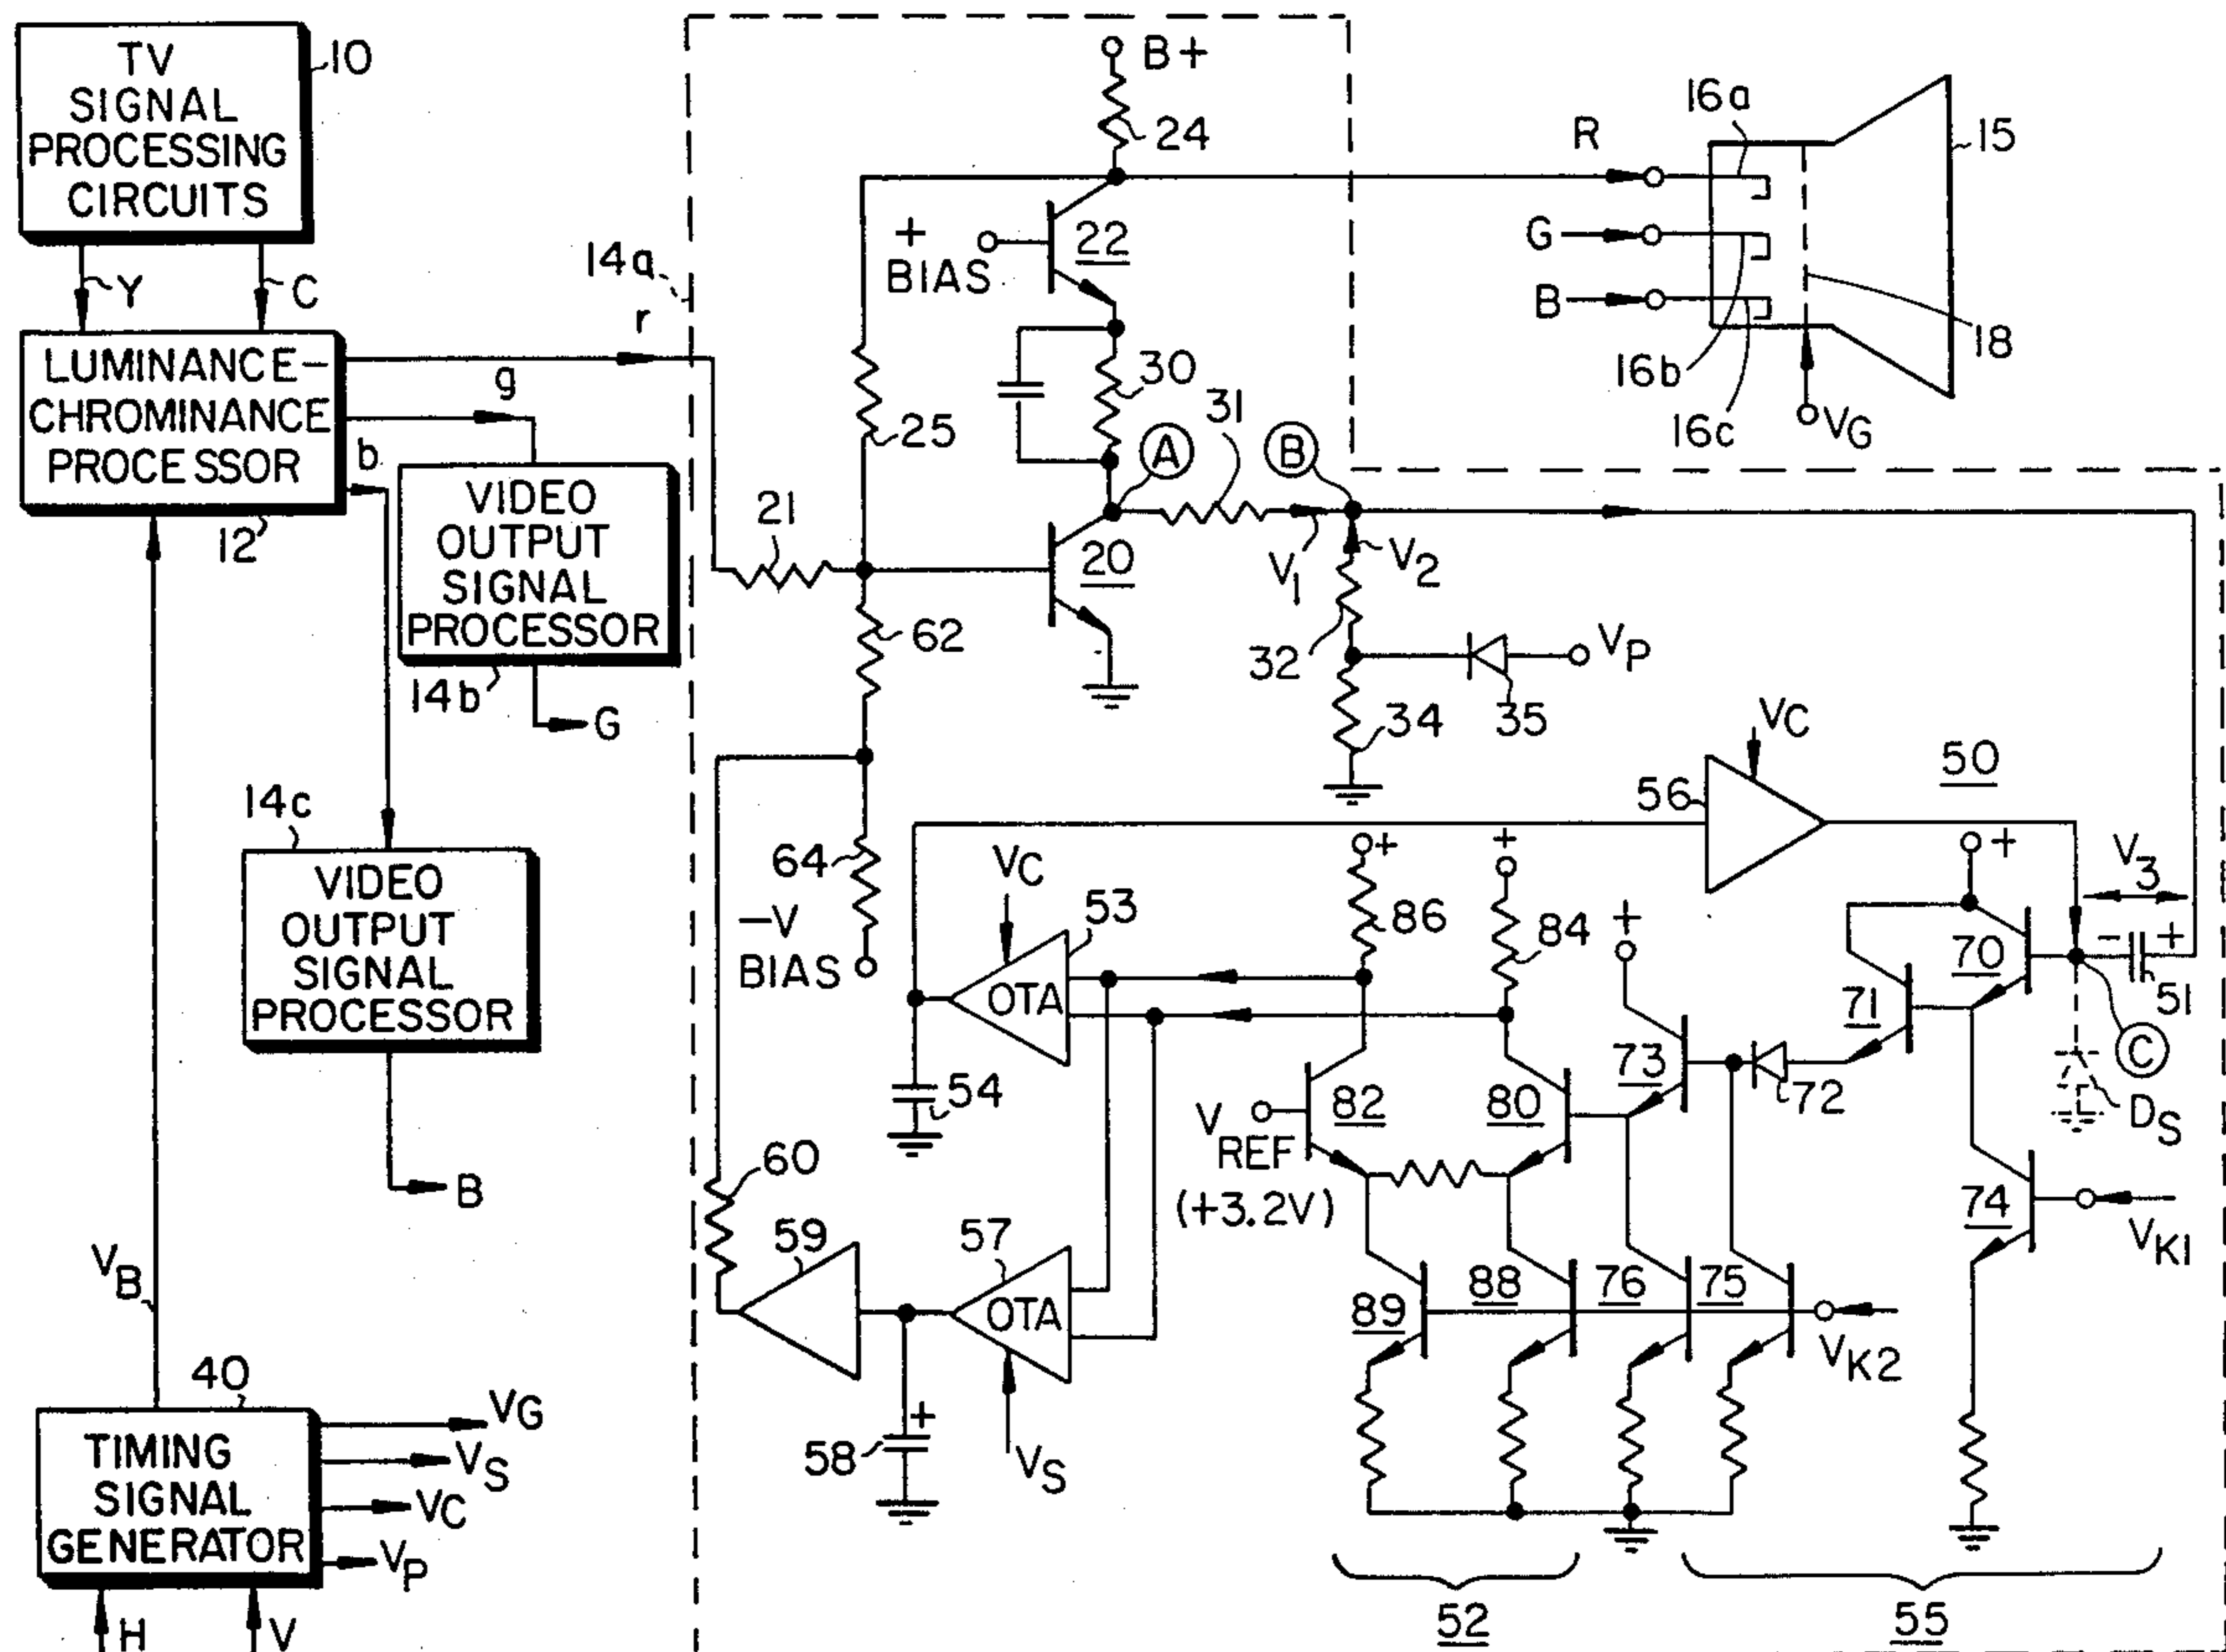 TV
SIGNAL
PROCESSING
CIRCUITS
10
Y
C
LUMINANCE-
CHROMINANCE
PROCESSOR
12
r
g
b
VIDEO
OUTPUT
SIGNAL
PROCESSOR
14b
G
14c
VIDEO
OUTPUT
SIGNAL
PROCESSOR
B
VB
40
TIMING
SIGNAL
GENERATOR
VG
VS
VC
VP
H
V
14a
B+
24
+
BIAS
22
25
30
31
A
B
21
20
V1
V2
62
32
VP
35
34
R
G
B
16a
16b
16c
15
18
VG
64
-V
BIAS
VC
53
OTA
54
+
86
+
84
56
VC
50
+
V3
- +
70
51
71
C
+
73
72
DS
82
80
V
REF
(+3.2V)
74
VK1
60
59
57
OTA
+
58
VS
89
88
76
75
VK2
52
55